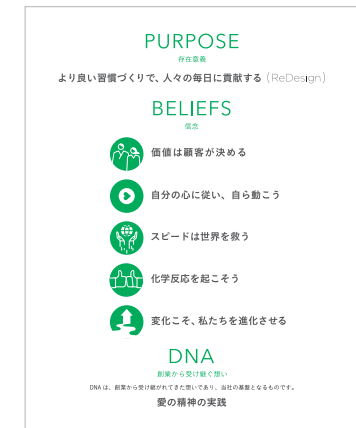 PURPOSE
存在意義
より良い習慣づくりで、人々の毎日に貢献する(ReDesign)
BELIEFS
信念
価値は顧客が決める
自分の心に従い、自ら動こう
スピードは世界を救う
化学反応を起こそう
変化こそ、私たちを進化させる
DNA
創業から受け継ぐ想い
DNAは、創業から受け継がれてきた想いであり、当社の基盤となるものです。
愛の精神の実践